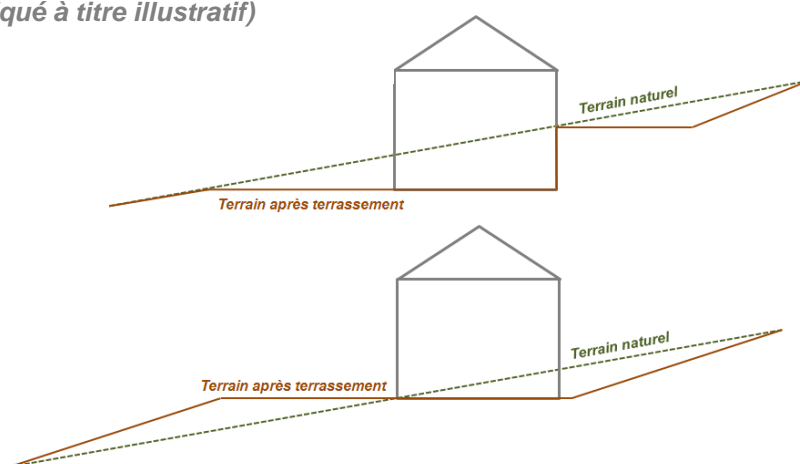 qué à titre illustratif)
Terrain naturel
Terrain après terrassement
Terrain naturel
Terrain après terrassement